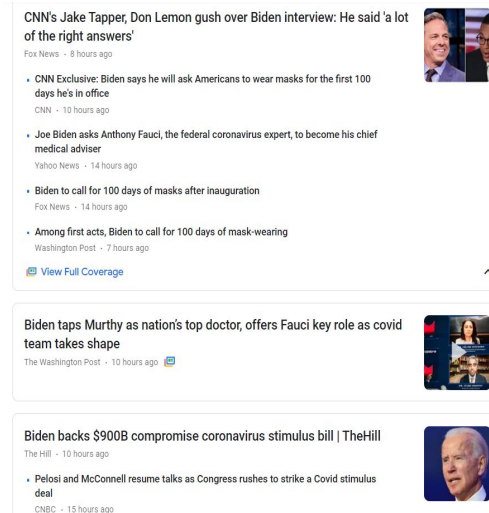 CNN's Jake Tapper, Don Lemon gush over Biden interview: He said 'a lot
of the right answers'
Fox News · 8 hours ago
• CNN Exclusive: Biden says he will ask Americans to wear masks for the first 100
days he's in office
CNN · 10 hours ago
• Joe Biden asks Anthony Fauci, the federal coronavirus expert, to become his chief
medical adviser
Yahoo News · 14 hours ago
• Biden to call for 100 days of masks after inauguration
Fox News · 14 hours ago
• Among first acts, Biden to call for 100 days of mask-wearing
Washington Post · 7 hours ago
View Full Coverage
Biden taps Murthy as nation's top doctor, offers Fauci key role as covid
team takes shape
The Washington Post · 10 hours ago
Biden backs $900B compromise coronavirus stimulus bill | TheHill
The Hill · 10 hours ago
• Pelosi and McConnell resume talks as Congress rushes to strike a Covid stimulus
deal
CNBC · 15 hours ago